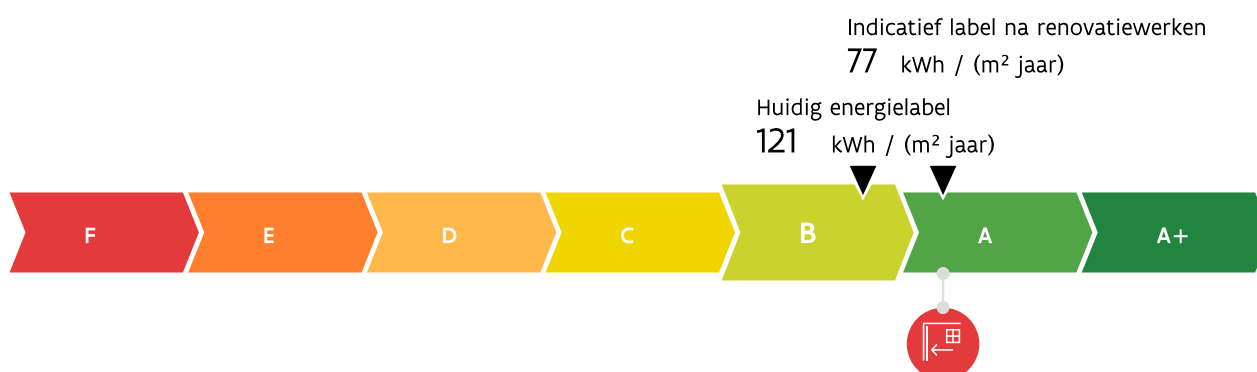 Indicatief label na renovatiewerken
77 kWh / (m² jaar)
Huidig energielabel
121 kWh / (m² jaar)
F E D C B A A+